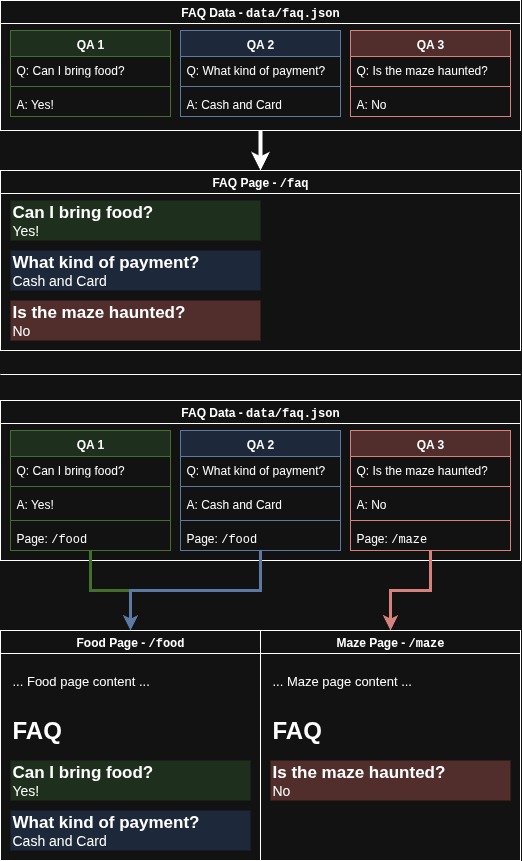 FAQ Data - data/faq.json
QA 1
QA 2
QA 3
Q: Can I bring food?
Q: What kind of payment?
Q: Is the maze haunted?
A: Yes!
A: Cash and Card
A: No
FAQ Page - /faq
Can I bring food?
Yes!
What kind of payment?
Cash and Card
Is the maze haunted?
No
FAQ Data - data/faq.json
QA 1
QA 2
QA 3
Q: Can I bring food?
Q: What kind of payment?
Q: Is the maze haunted?
A: Yes!
A: Cash and Card
A: No
Page: /food
Page: /food
Page: /maze
Food Page - /food
... Food page content ...
FAQ
Can I bring food?
Yes!
What kind of payment?
Cash and Card
Maze Page - /maze
... Maze page content ...
FAQ
Is the maze haunted?
No